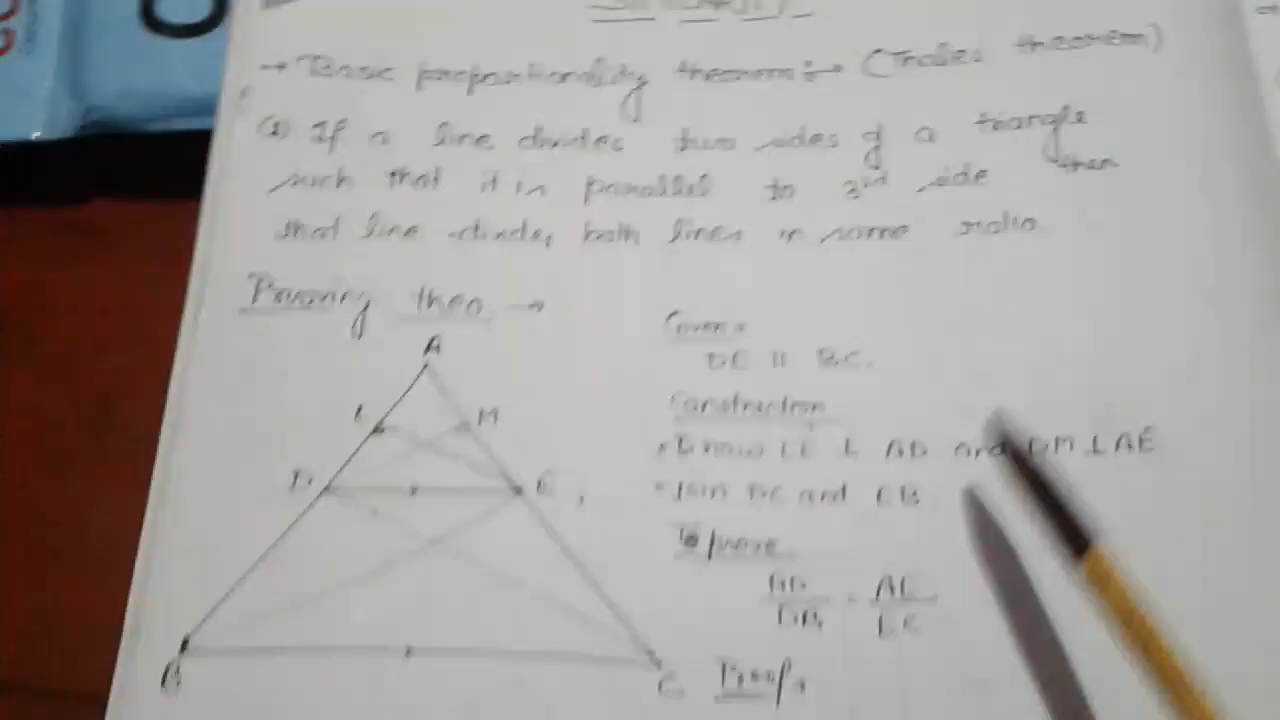 → Basic proportionality theorem :→ (Thales theorem)
(1) If a line divides two sides of a triangle
such that it is parallel to 3rd side then
that line divides both lines in same ratio
Prooving theo →
A
L
M
D
E
B
C
Given :
DE || BC.
Construction
• Draw LE ⊥ AD and DM ⊥ AE
• Join DC and EB
To prove
AD/DB = AE/EC
Proof :